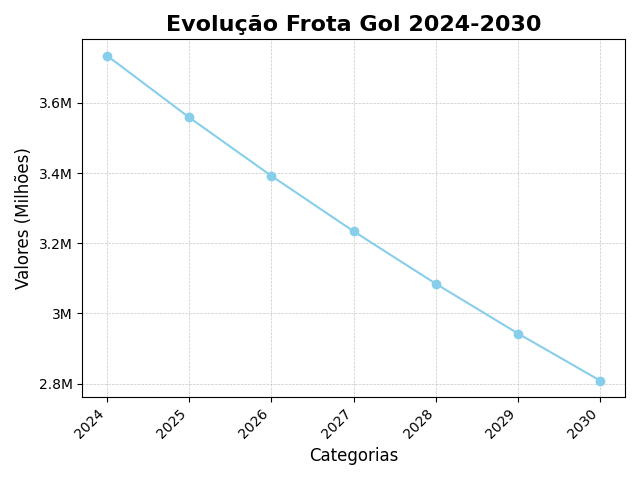 Evolução Frota Gol 2024-2030
Valores (Milhões)
3.6M
3.4M
3.2M
3M
2.8M
2024
2025
2026
2027
2028
2029
2030
Categorias